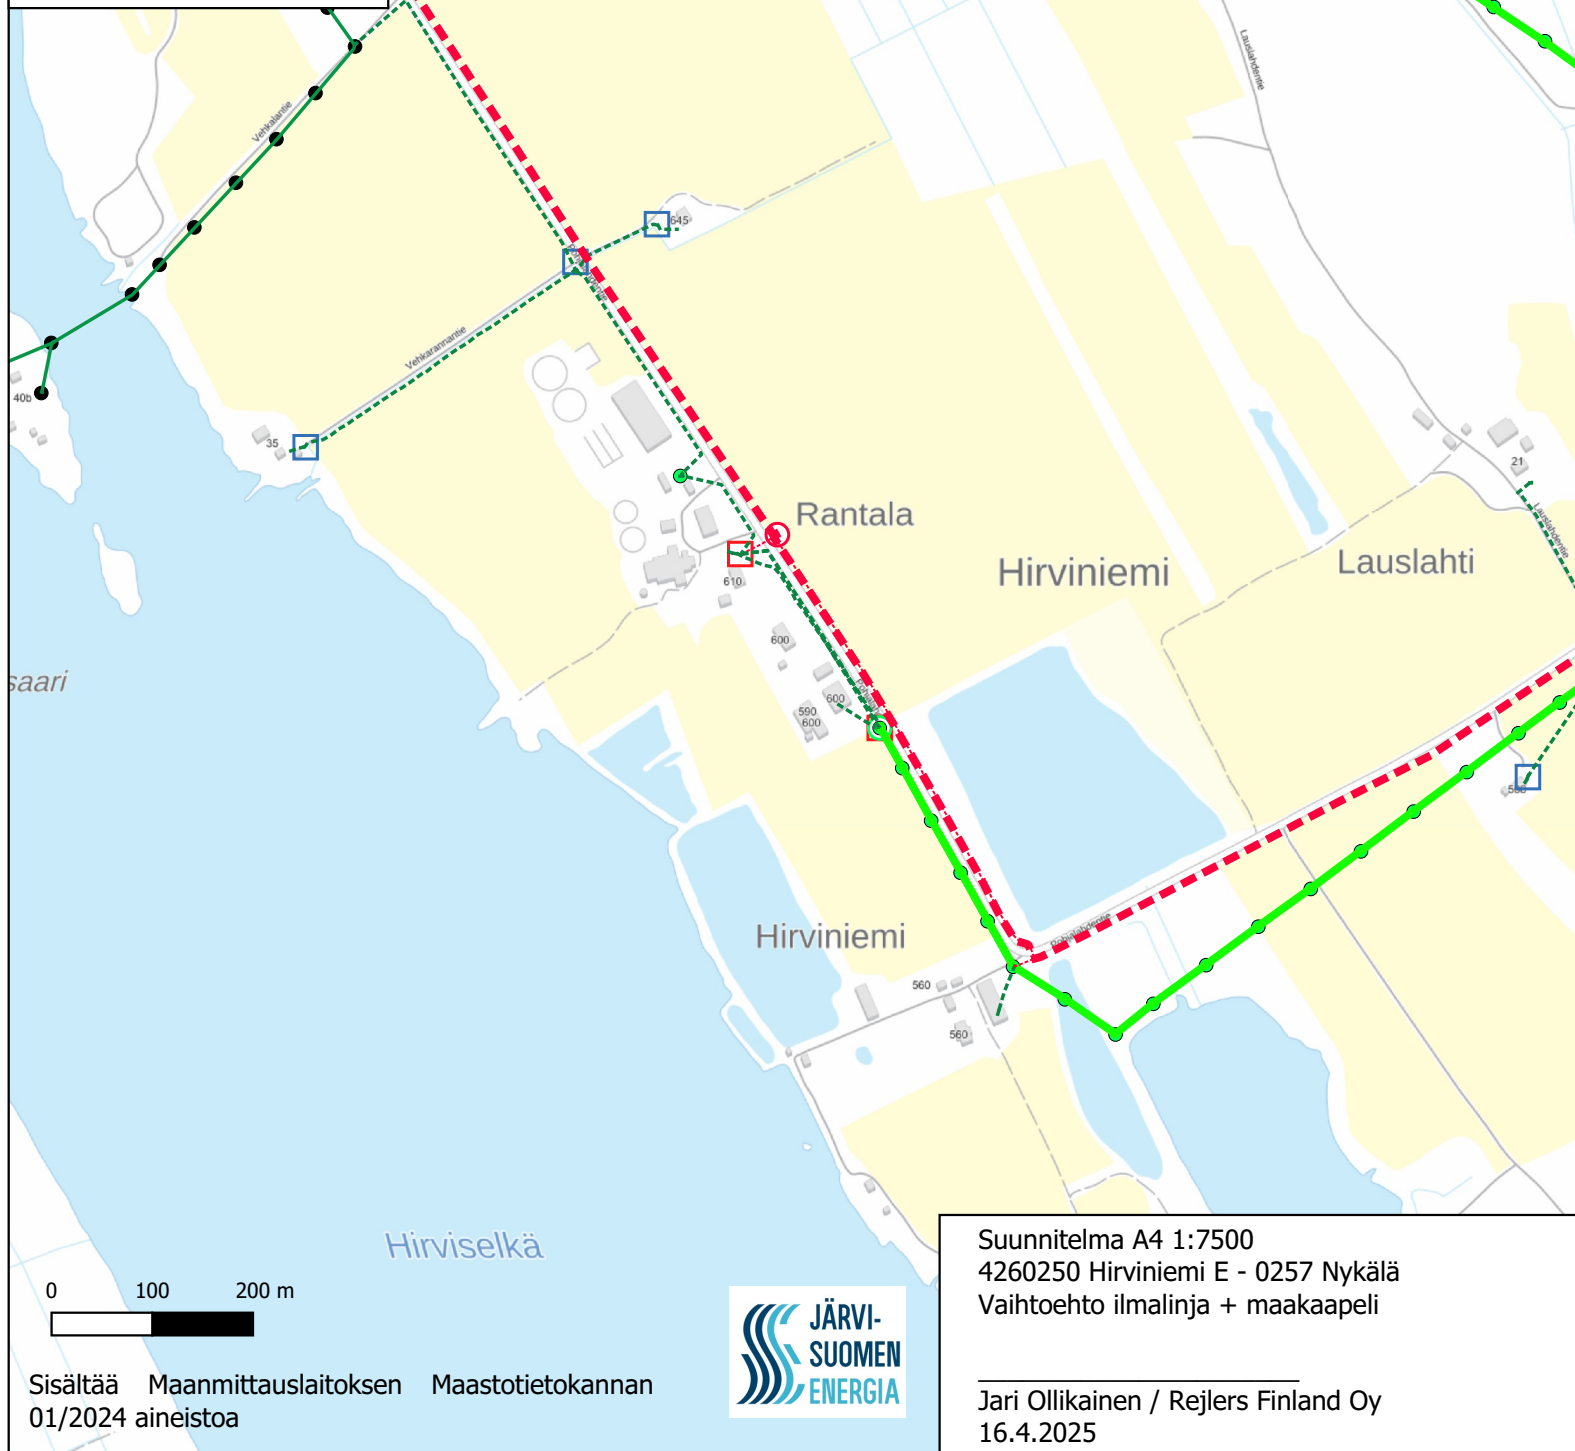 Lauslahdentie
Vehkalantie
645
Vehkarannantie
40b
35
21
Rantala
Lauslahdentie
Hirviniemi
Lauslahti
610
600
saari
600
590
600
Hirviniemi
Pohjalahdentie
560
560
Hirviselkä
0 100 200 m
JÄRVI-
SUOMEN
ENERGIA
Sisältää Maanmittauslaitoksen Maastotietokannan
01/2024 aineistoa
Suunnitelma A4 1:7500
4260250 Hirviniemi E - 0257 Nykälä
Vaihtoehto ilmalinja + maakaapeli
Jari Ollikainen / Rejlers Finland Oy
16.4.2025